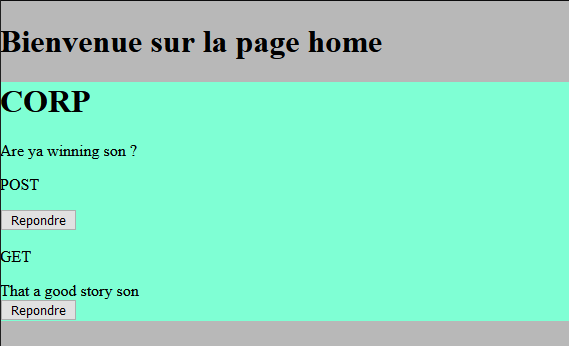 Bienvenue sur la page home
CORP
Are ya winning son ?
POST
Repondre
GET
That a good story son
Repondre